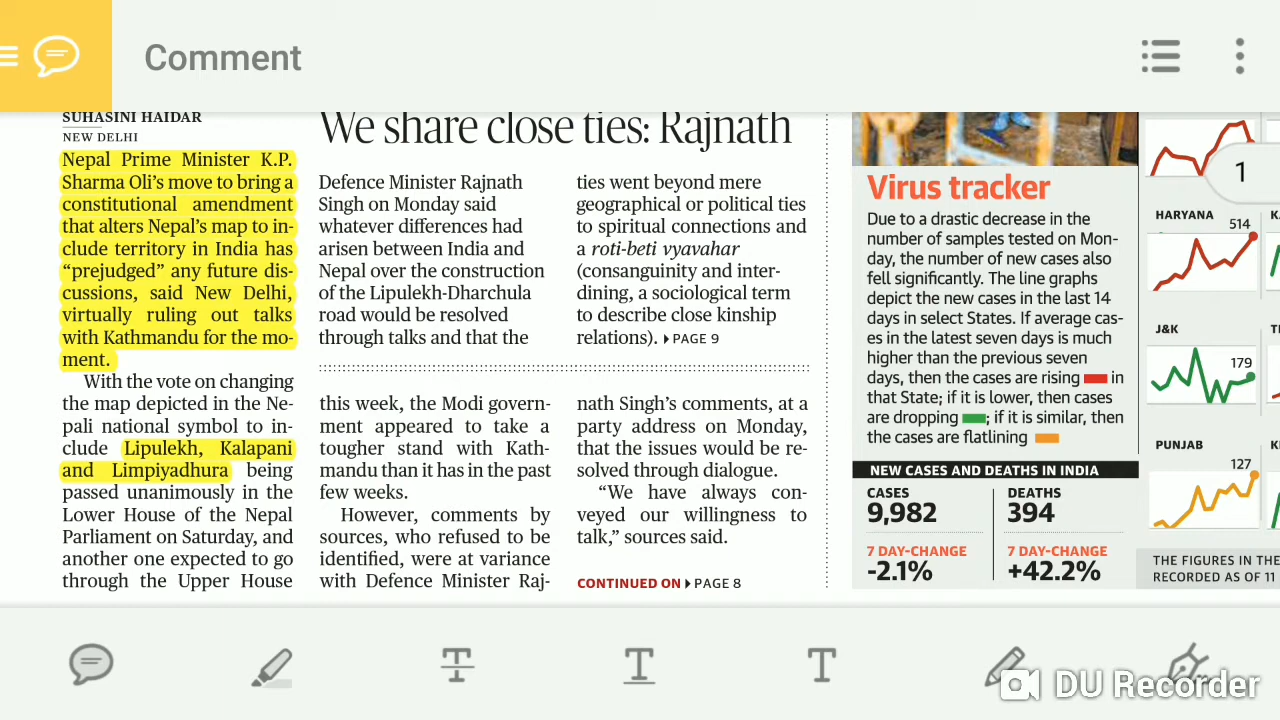 Comment
SUHASINI HAIDAR
NEW DELHI
Nepal Prime Minister K.P.
Sharma Oli's move to bring a
constitutional amendment
that alters Nepal's map to in-
clude territory in India has
“prejudged” any future dis-
cussions, said New Delhi,
virtually ruling out talks
with Kathmandu for the mo-
ment.
With the vote on changing
the map depicted in the Ne-
pali national symbol to in-
clude Lipulekh, Kalapani
and Limpiyadhura being
passed unanimously in the
Lower House of the Nepal
Parliament on Saturday, and
another one expected to go
through the Upper House
We share close ties: Rajnath
Defence Minister Rajnath
Singh on Monday said
whatever differences had
arisen between India and
Nepal over the construction
of the Lipulekh-Dharchula
road would be resolved
through talks and that the
ties went beyond mere
geographical or political ties
to spiritual connections and
a roti-beti vyavahar
(consanguinity and inter-
dining, a sociological term
to describe close kinship
relations). PAGE 9
this week, the Modi govern-
ment appeared to take a
tougher stand with Kath-
mandu than it has in the past
few weeks.
However, comments by
sources, who refused to be
identified, were at variance
with Defence Minister Raj-
nath Singh's comments, at a
party address on Monday,
that the issues would be re-
solved through dialogue.
“We have always con-
veyed our willingness to
talk,” sources said.
CONTINUED ON PAGE 8
Virus tracker
Due to a drastic decrease in the
number of samples tested on Mon-
day, the number of new cases also
fell significantly. The line graphs
depict the new cases in the last 14
days in select States. If average cas-
es in the latest seven days is much
higher than the previous seven
days, then the cases are rising in
that State; if it is lower, then cases
are dropping ; if it is similar, then
the cases are flatlining
NEW CASES AND DEATHS IN INDIA
CASES
9,982
7 DAY-CHANGE
-2.1%
DEATHS
394
7 DAY-CHANGE
+42.2%
1
HARYANA
514
J&K
179
PUNJAB
127
THE FIGURES IN THE
RECORDED AS OF 11
DU Recorder